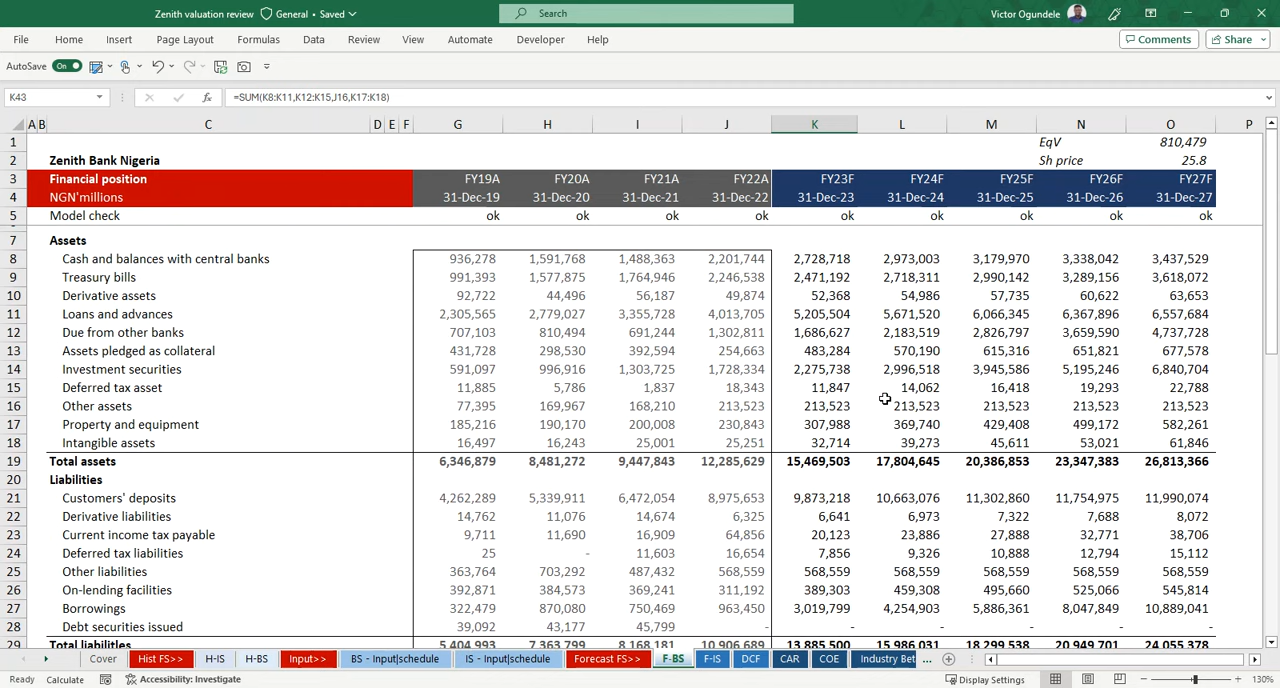 Zenith valuation review General • Saved Search Victor Ogundele
File Home Insert Page Layout Formulas Data Review View Automate Developer Help Comments Share
AutoSave On
K43 fx =SUM(K8:K11,K12:K15,J16,K17:K18)
A B C D E F G H I J K L M N O P
1 EqV 810,479
2 Zenith Bank Nigeria Sh price 25.8
3 Financial position FY19A FY20A FY21A FY22A FY23F FY24F FY25F FY26F FY27F
4 NGN'millions 31-Dec-19 31-Dec-20 31-Dec-21 31-Dec-22 31-Dec-23 31-Dec-24 31-Dec-25 31-Dec-26 31-Dec-27
5 Model check ok ok ok ok ok ok ok ok ok
7 Assets
8 Cash and balances with central banks 936,278 1,591,768 1,488,363 2,201,744 2,728,718 2,973,003 3,179,970 3,338,042 3,437,529
9 Treasury bills 991,393 1,577,875 1,764,946 2,246,538 2,471,192 2,718,311 2,990,142 3,289,156 3,618,072
10 Derivative assets 92,722 44,496 56,187 49,874 52,368 54,986 57,735 60,622 63,653
11 Loans and advances 2,305,565 2,779,027 3,355,728 4,013,705 5,205,504 5,671,520 6,066,345 6,367,896 6,557,684
12 Due from other banks 707,103 810,494 691,244 1,302,811 1,686,627 2,183,519 2,826,797 3,659,590 4,737,728
13 Assets pledged as collateral 431,728 298,530 392,594 254,663 483,284 570,190 615,316 651,821 677,578
14 Investment securities 591,097 996,916 1,303,725 1,728,334 2,275,738 2,996,518 3,945,586 5,195,246 6,840,704
15 Deferred tax asset 11,885 5,786 1,837 18,343 11,847 14,062 16,418 19,293 22,788
16 Other assets 77,395 169,967 168,210 213,523 213,523 213,523 213,523 213,523 213,523
17 Property and equipment 185,216 190,170 200,008 230,843 307,988 369,740 429,408 499,172 582,261
18 Intangible assets 16,497 16,243 25,001 25,251 32,714 39,273 45,611 53,021 61,846
19 Total assets 6,346,879 8,481,272 9,447,843 12,285,629 15,469,503 17,804,645 20,386,853 23,347,383 26,813,366
20 Liabilities
21 Customers' deposits 4,262,289 5,339,911 6,472,054 8,975,653 9,873,218 10,663,076 11,302,860 11,754,975 11,990,074
22 Derivative liabilities 14,762 11,076 14,674 6,325 6,641 6,973 7,322 7,688 8,072
23 Current income tax payable 9,711 11,690 16,909 64,856 20,123 23,886 27,888 32,771 38,706
24 Deferred tax liabilities 25 - 11,603 16,654 7,856 9,326 10,888 12,794 15,112
25 Other liabilities 363,764 703,292 487,432 568,559 568,559 568,559 568,559 568,559 568,559
26 On-lending facilities 392,871 384,573 369,241 311,192 389,303 459,308 495,660 525,066 545,814
27 Borrowings 322,479 870,080 750,469 963,450 3,019,799 4,254,903 5,886,361 8,047,849 10,889,041
28 Debt securities issued 39,092 43,177 45,799 - - - - - -
29 Total liabilities 5,404,993 7,363,799 8,168,181 10,906,689 13,885,500 15,986,031 18,299,538 20,949,701 24,055,378
... Cover Hist FS>> H-IS H-BS Input>> BS - Input|schedule IS - Input|schedule Forecast FS>> F-BS F-IS DCF CAR COE Industry Bet ...
Ready Calculate Accessibility: Investigate Display Settings 130%